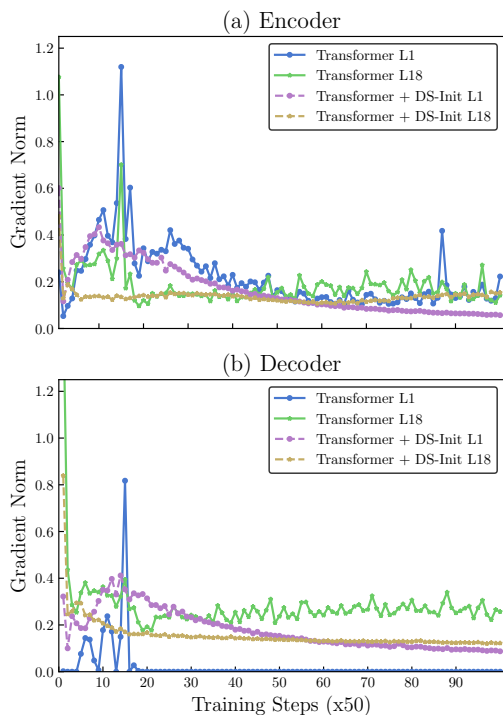 (a) Encoder
Gradient Norm
1.2
1.0
0.8
0.6
0.4
0.2
0.0
Transformer L1
Transformer L18
Transformer + DS-Init L1
Transformer + DS-Init L18
(b) Decoder
Gradient Norm
1.2
1.0
0.8
0.6
0.4
0.2
0.0
Transformer L1
Transformer L18
Transformer + DS-Init L1
Transformer + DS-Init L18
0 10 20 30 40 50 60 70 80 90
Training Steps (x50)